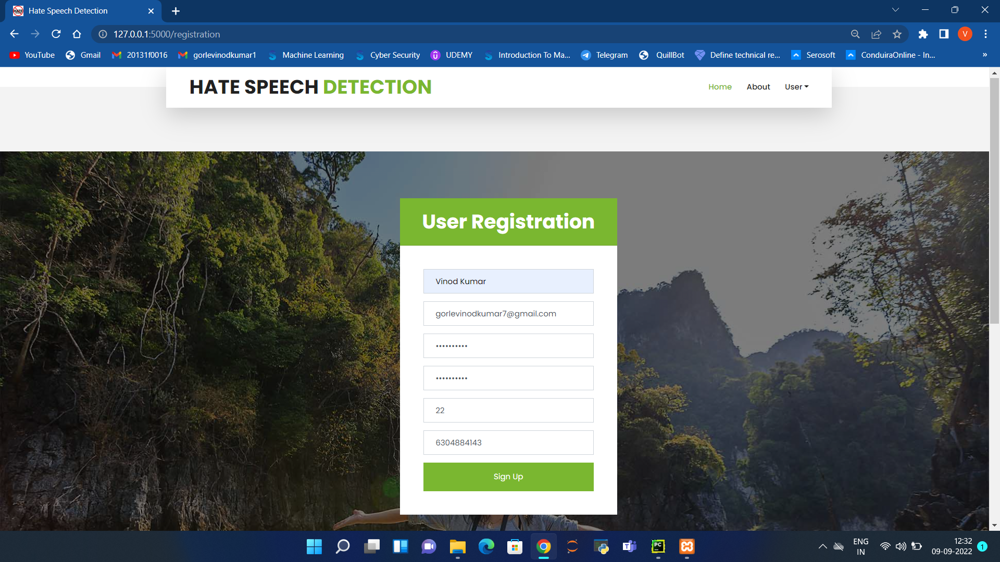 Hate Speech Detection
127.0.0.1:5000/registration
V
YouTube Gmail 20131f0016 gorlevinodkumar1 Machine Learning Cyber Security UDEMY Introduction To Ma... Telegram QuillBot Define technical re... Serosoft ConduiraOnline - In... »
HATE SPEECH DETECTION Home About User
User Registration
Vinod Kumar
gorlevinodkumar7@gmail.com
••••••••••
••••••••••
22
6304884143
Sign Up
ENG
IN
12:32
09-09-2022
1